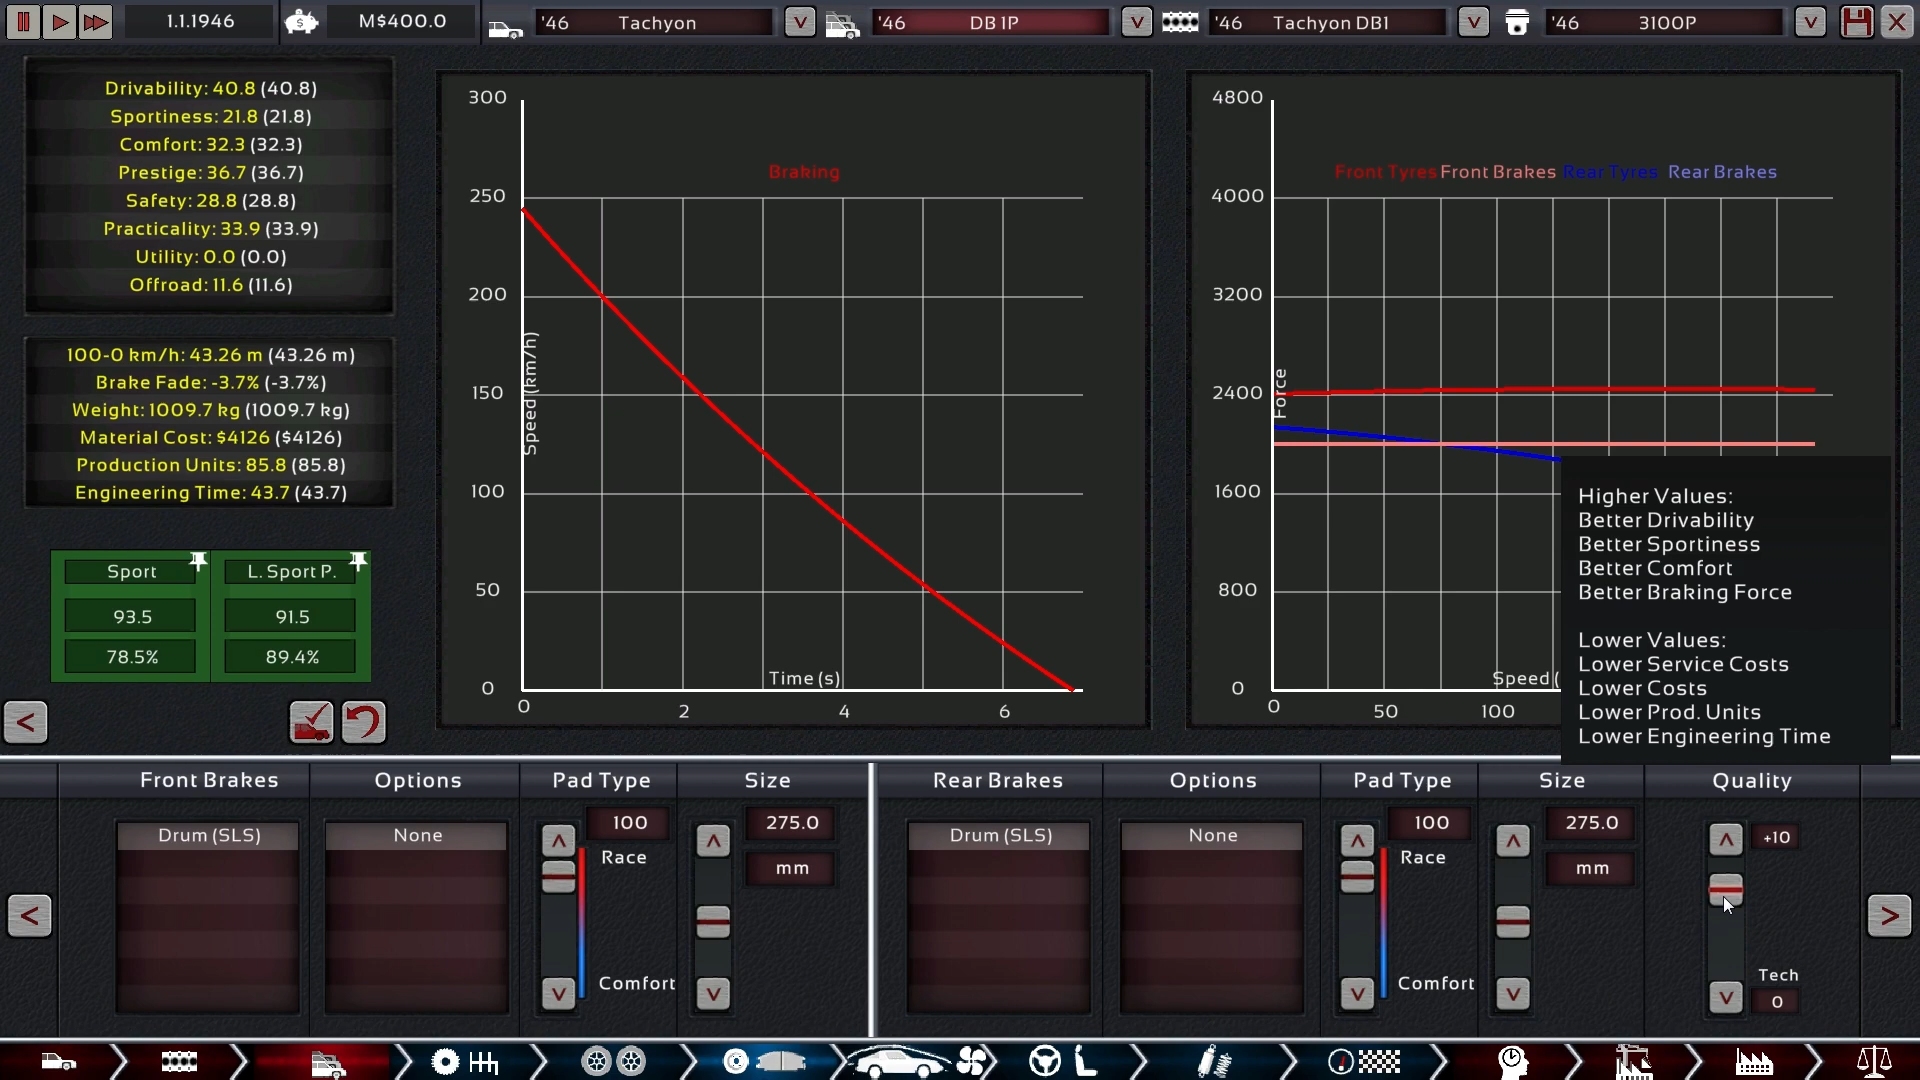 1.1.1946
M$400.0
'46 Tachyon V
'46 DB 1P V
'46 Tachyon DB1 V
'46 3100P V
Drivability: 40.8 (40.8)
Sportiness: 21.8 (21.8)
Comfort: 32.3 (32.3)
Prestige: 36.7 (36.7)
Safety: 28.8 (28.8)
Practicality: 33.9 (33.9)
Utility: 0.0 (0.0)
Offroad: 11.6 (11.6)
100-0 km/h: 43.26 m (43.26 m)
Brake Fade: -3.7% (-3.7%)
Weight: 1009.7 kg (1009.7 kg)
Material Cost: $4126 ($4126)
Production Units: 85.8 (85.8)
Engineering Time: 43.7 (43.7)
Sport
93.5
78.5%
L. Sport P.
91.5
89.4%
300
250
200
150
100
50
0
Braking
Speed (km/h)
Time (s)
0 2 4 6
4800
4000
3200
2400
1600
800
0
Front Tyres Front Brakes Rear Tyres Rear Brakes
Force
Speed (
0 50 100
Higher Values:
Better Drivability
Better Sportiness
Better Comfort
Better Braking Force
Lower Values:
Lower Service Costs
Lower Costs
Lower Prod. Units
Lower Engineering Time
Front Brakes
Drum (SLS)
Options
None
Pad Type
100
Race
Comfort
Size
275.0
mm
Rear Brakes
Drum (SLS)
Options
None
Pad Type
100
Race
Comfort
Size
275.0
mm
Quality
+10
Tech
0